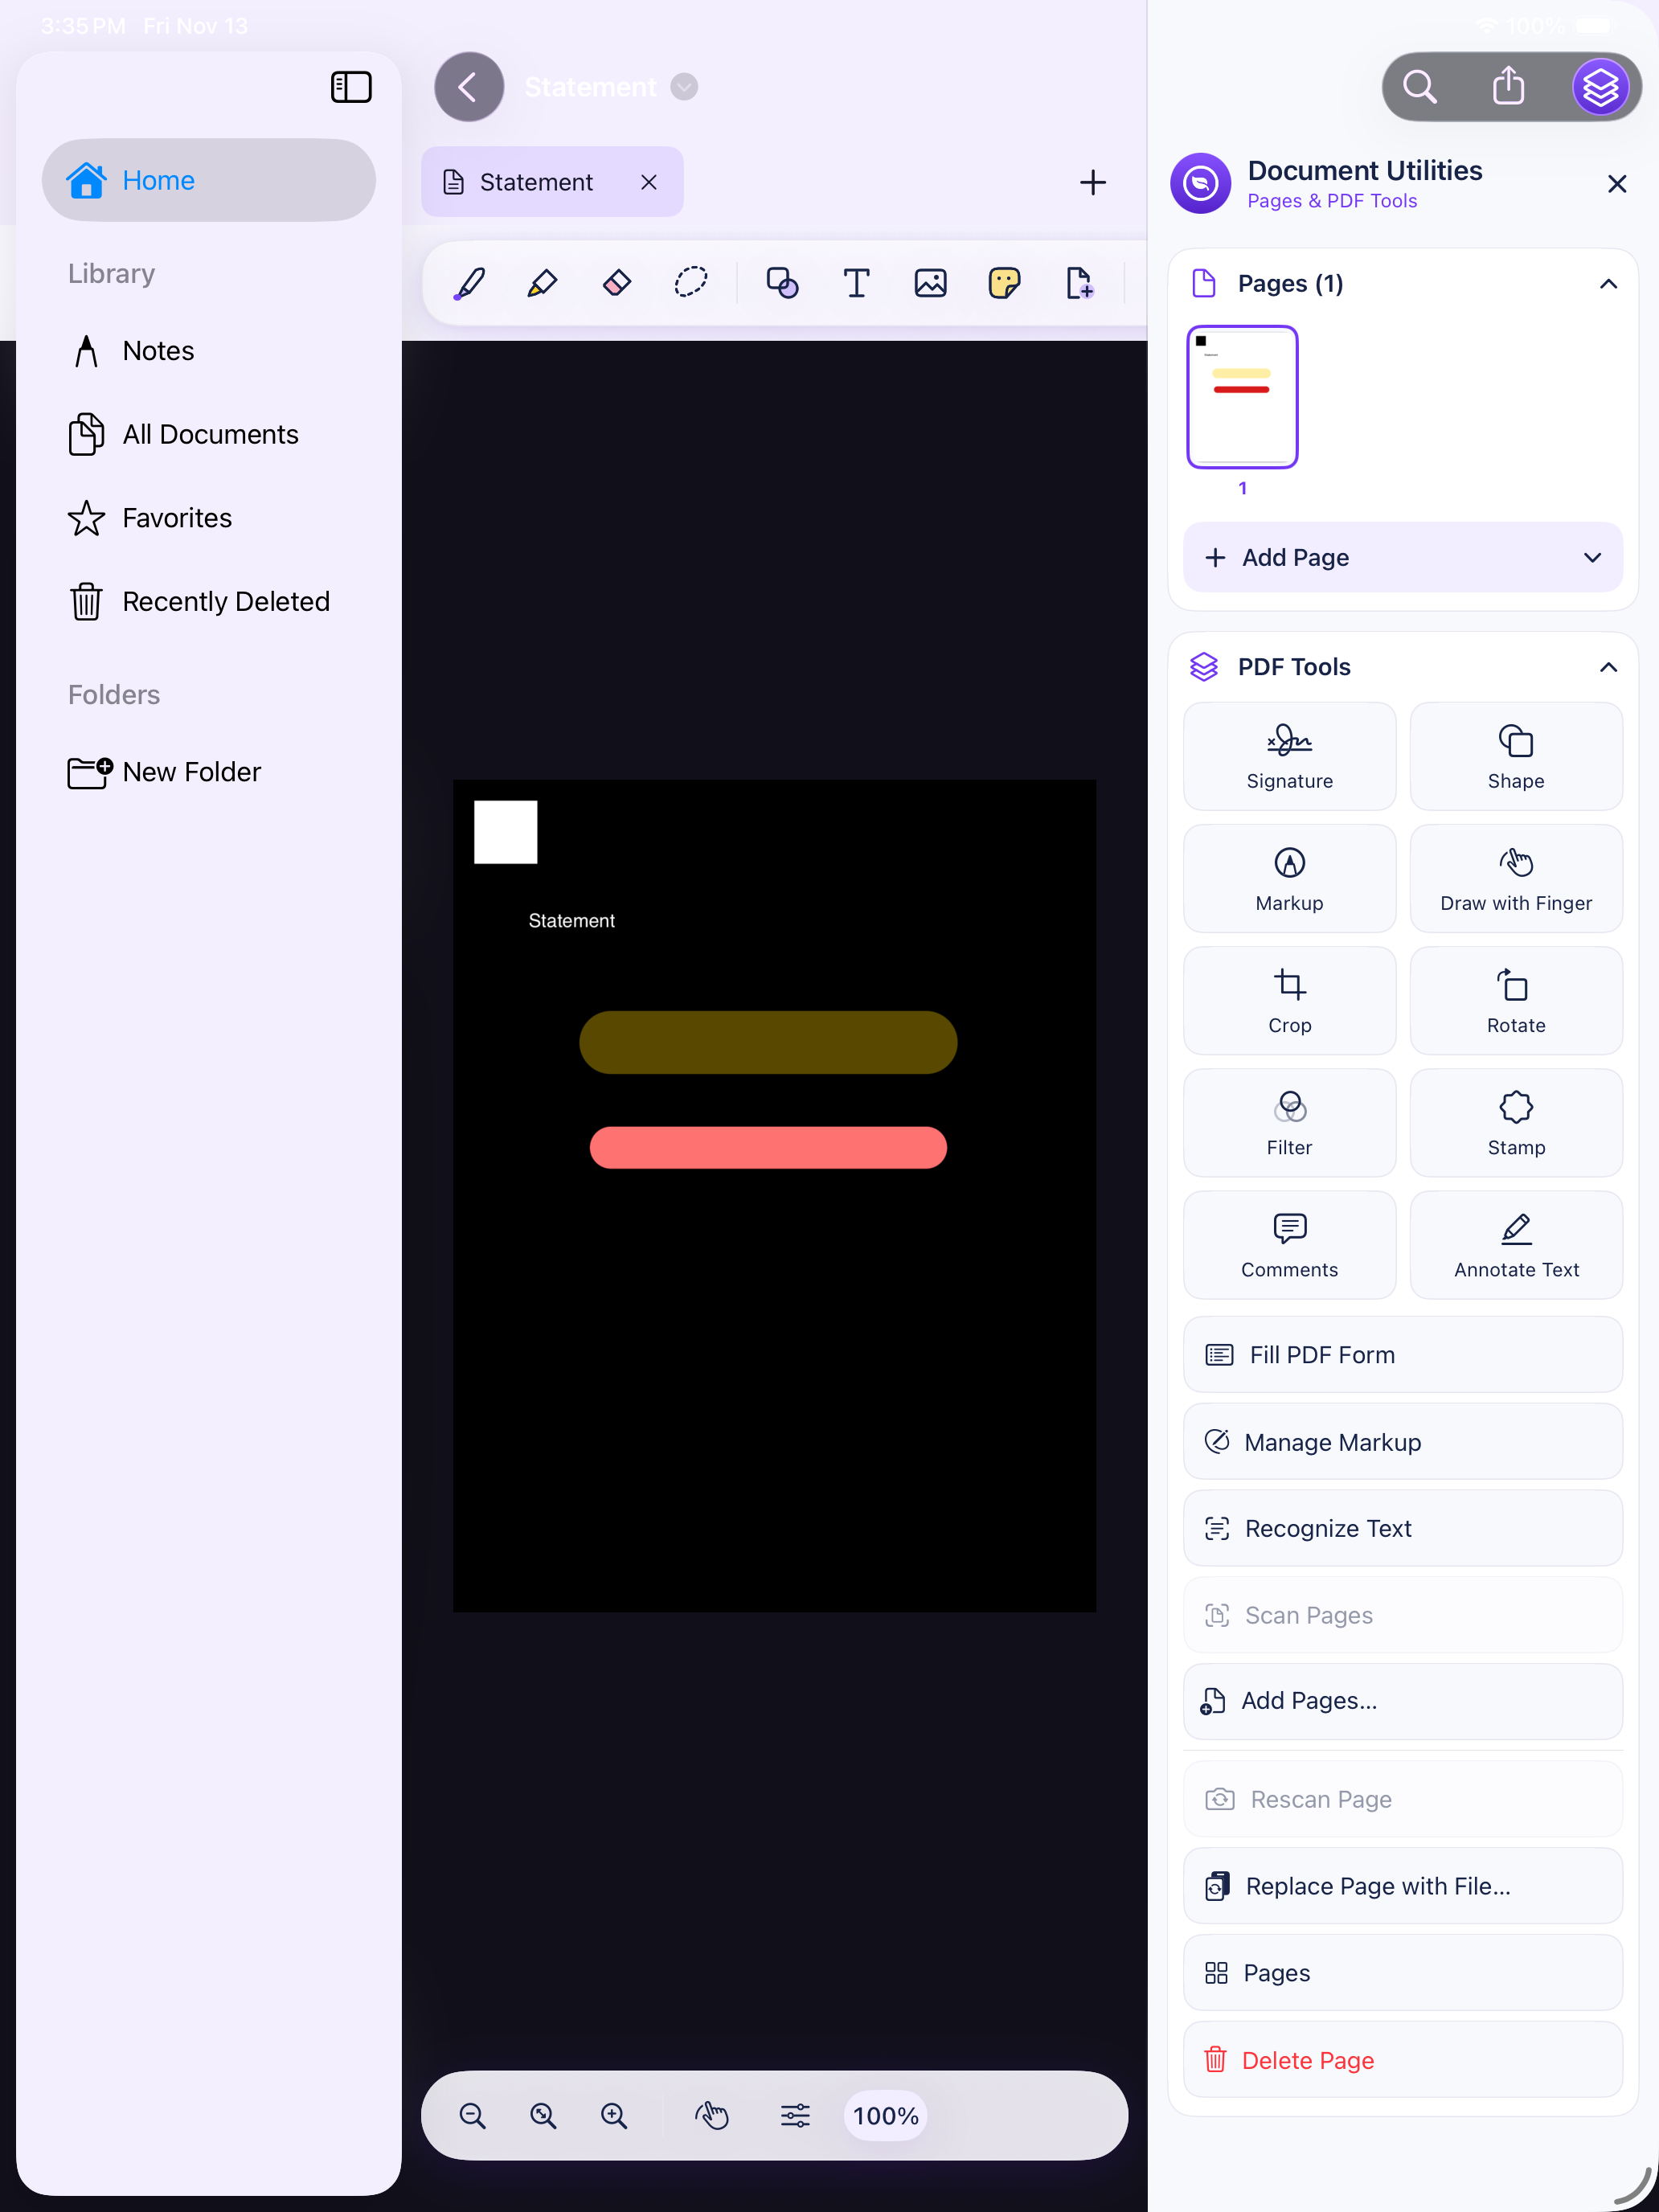 3:35 PM Fri Nov 13
100%
Home
Library
Notes
All Documents
Favorites
Recently Deleted
Folders
New Folder
Statement
Statement
Statement
100%
Document Utilities
Pages & PDF Tools
Pages (1)
1
Add Page
PDF Tools
Signature
Shape
Markup
Draw with Finger
Crop
Rotate
Filter
Stamp
Comments
Annotate Text
Fill PDF Form
Manage Markup
Recognize Text
Scan Pages
Add Pages...
Rescan Page
Replace Page with File...
Pages
Delete Page